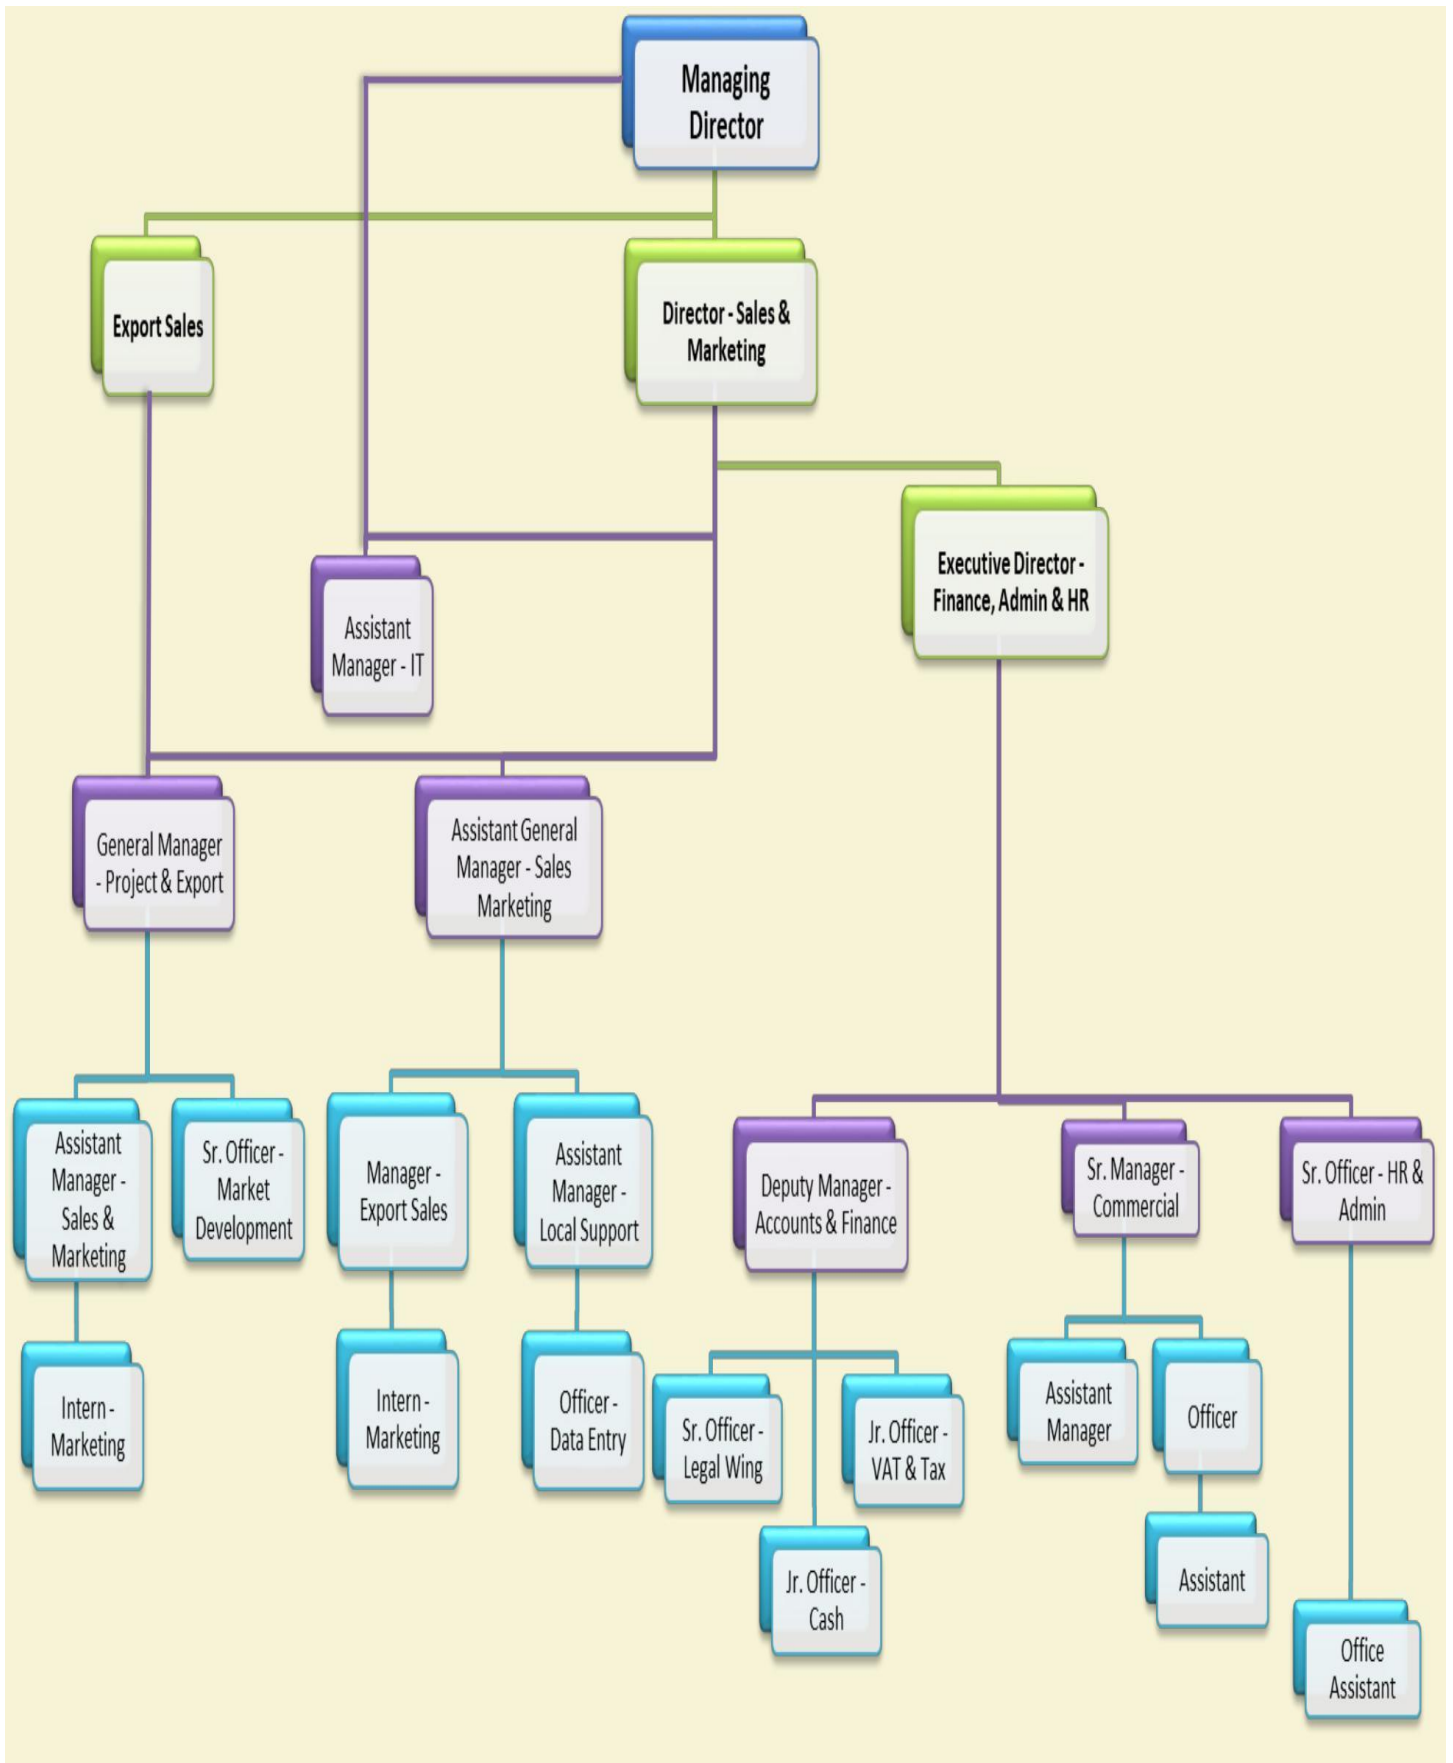 Managing
Director
Export Sales
Director - Sales &
Marketing
Executive Director -
Finance, Admin & HR
Assistant
Manager - IT
General Manager
- Project & Export
Assistant General
Manager - Sales
Marketing
Assistant
Manager -
Sales &
Marketing
Sr. Officer -
Market
Development
Manager -
Export Sales
Assistant
Manager -
Local Support
Deputy Manager -
Accounts & Finance
Sr. Manager -
Commercial
Sr. Officer - HR &
Admin
Intern -
Marketing
Intern -
Marketing
Officer -
Data Entry
Sr. Officer -
Legal Wing
Jr. Officer -
VAT & Tax
Assistant
Manager
Officer
Jr. Officer -
Cash
Assistant
Office
Assistant